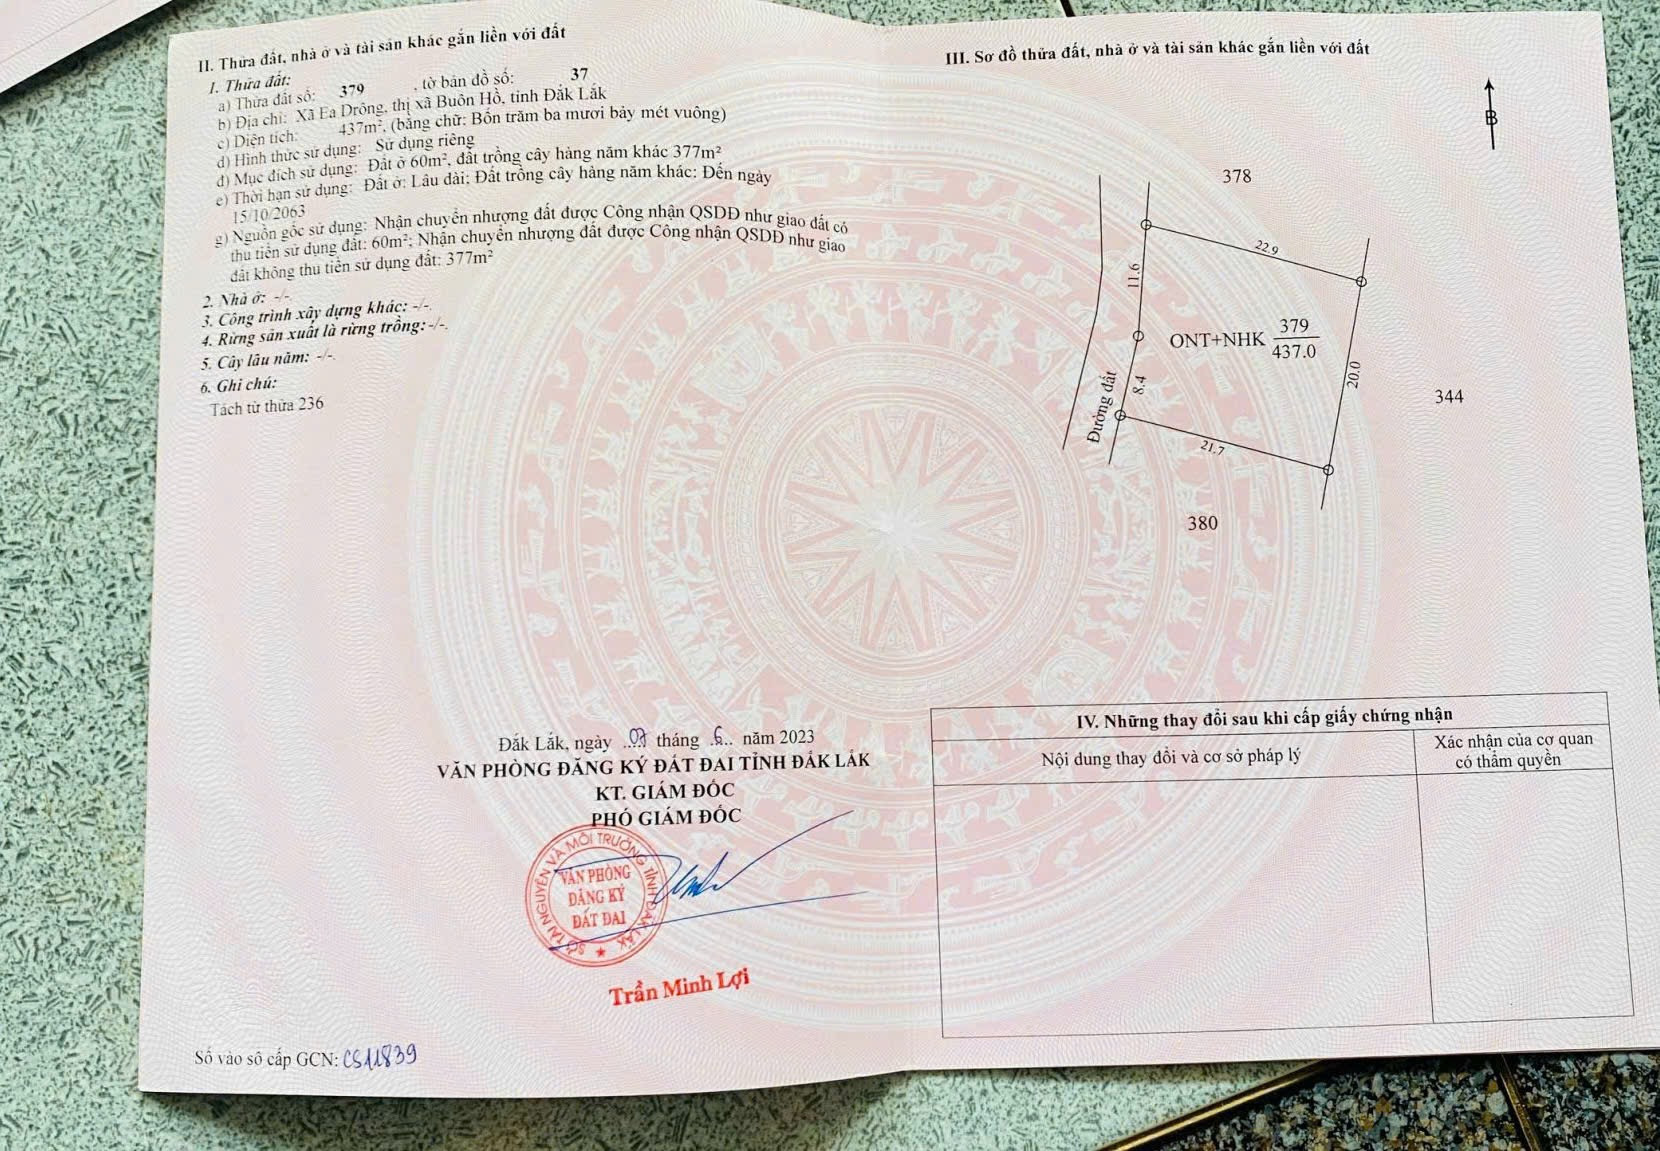 II. Thửa đất, nhà ở và tài sản khác gắn liền với đất
1. Thửa đất:
a) Thửa đất số: 379 , tờ bản đồ số: 37
b) Địa chỉ: Xã Ea Drông, thị xã Buôn Hồ, tỉnh Đắk Lắk
c) Diện tích: 437m², (bằng chữ: Bốn trăm ba mươi bảy mét vuông)
d) Hình thức sử dụng: Sử dụng riêng
đ) Mục đích sử dụng: Đất ở 60m², đất trồng cây hàng năm khác 377m²
e) Thời hạn sử dụng: Đất ở: Lâu dài; Đất trồng cây hàng năm khác: Đến ngày
15/10/2063
g) Nguồn gốc sử dụng: Nhận chuyển nhượng đất được Công nhận QSDĐ như giao đất có
thu tiền sử dụng đất: 60m²; Nhận chuyển nhượng đất được Công nhận QSDĐ như giao
đất không thu tiền sử dụng đất: 377m²
2. Nhà ở: -/-.
3. Công trình xây dựng khác: -/-.
4. Rừng sản xuất là rừng trồng: -/-.
5. Cây lâu năm: -/-.
6. Ghi chú:
Tách từ thửa 236
Đắk Lắk, ngày tháng .6.. năm 2023
VĂN PHÒNG ĐĂNG KÝ ĐẤT ĐAI TỈNH ĐẮK LẮK
KT. GIÁM ĐỐC
PHÓ GIÁM ĐỐC
SỞ TÀI NGUYÊN VÀ MÔI TRƯỜNG TỈNH ĐẮK LẮK
VĂN PHÒNG
ĐĂNG KÝ
ĐẤT ĐAI
Trần Minh Lợi
Số vào sổ cấp GCN: CS11839
III. Sơ đồ thửa đất, nhà ở và tài sản khác gắn liền với đất
B
378
22.9
11.6
ONT+NHK 379
437.0
20.0
8.4
Đường đất
344
21.7
380
IV. Những thay đổi sau khi cấp giấy chứng nhận
Nội dung thay đổi và cơ sở pháp lý
Xác nhận của cơ quan
có thẩm quyền